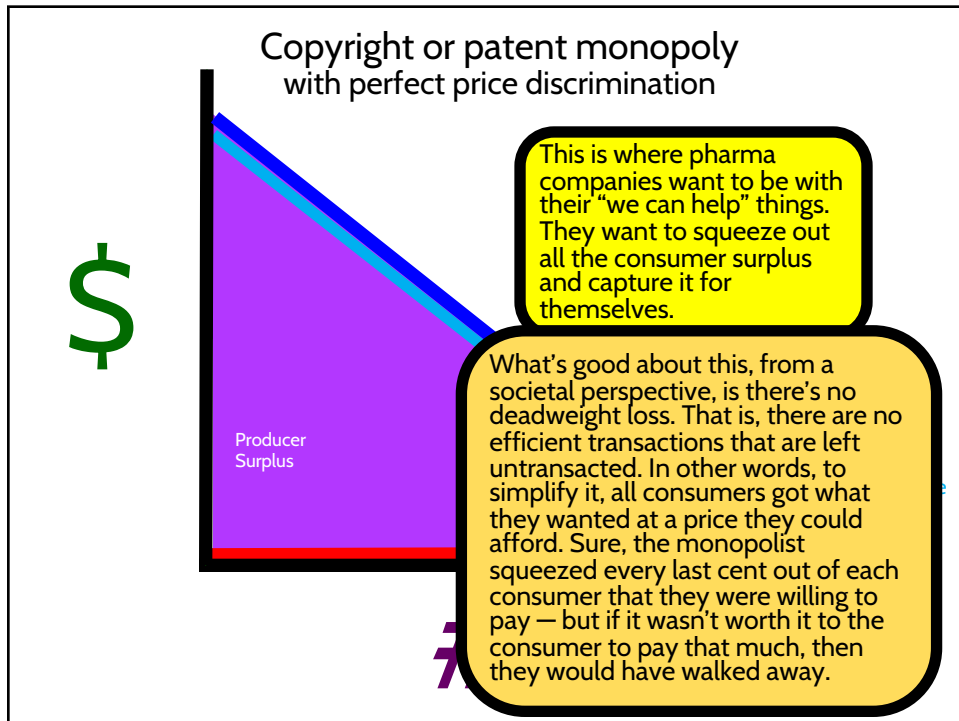 Copyright or patent monopoly
with perfect price discrimination
This is where pharma
companies want to be with
their “we can help” things.
They want to squeeze out
all the consumer surplus
and capture it for
themselves.
$
What’s good about this, from a
societal perspective, is there’s no
deadweight loss. That is, there are no
efficient transactions that are left
untransacted. In other words, to
simplify it, all consumers got what
they wanted at a price they could
afford. Sure, the monopolist
squeezed every last cent out of each
consumer that they were willing to
pay — but if it wasn’t worth it to the
consumer to pay that much, then
they would have walked away.
Producer
Surplus